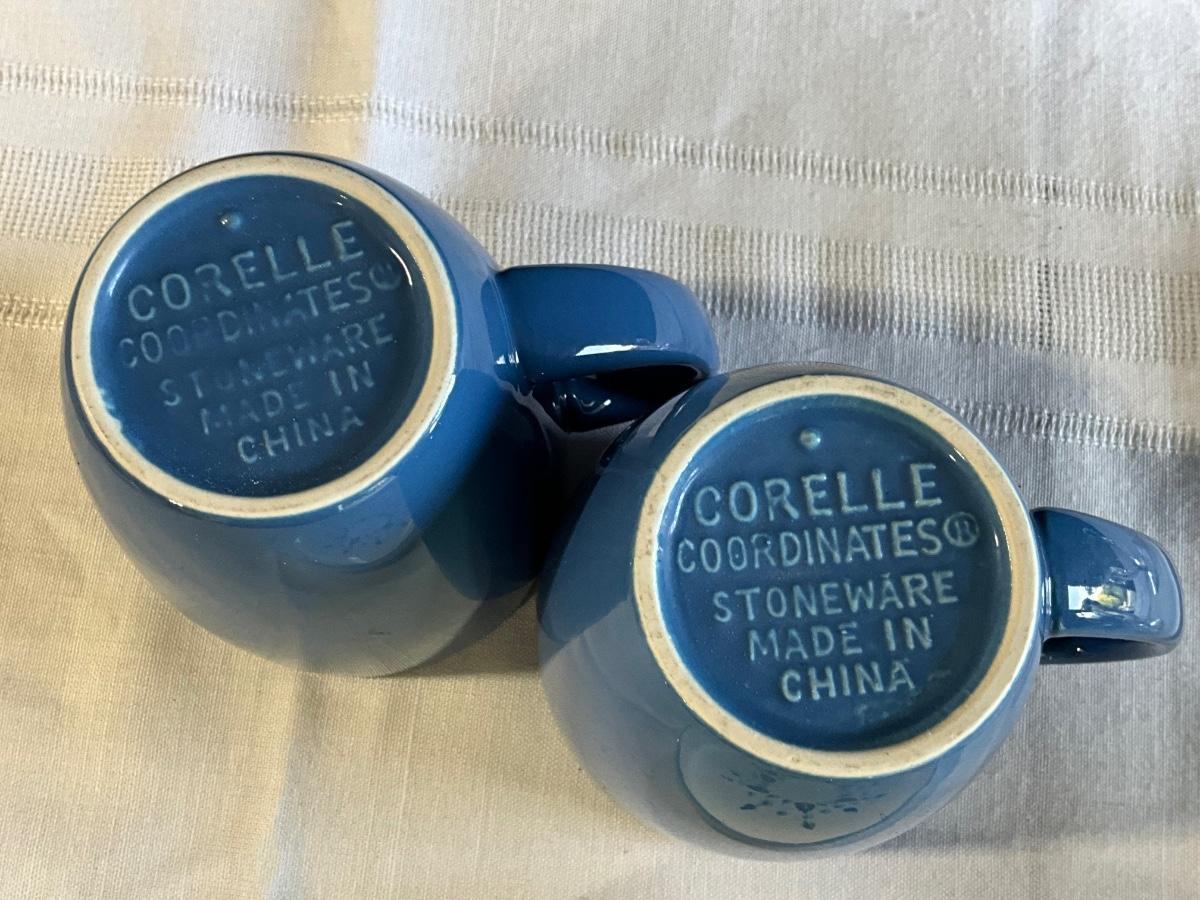 CORELLE
COORDINATES®
STONEWARE
MADE IN
CHINA
CORELLE
COORDINATES®
STONEWARE
MADE IN
CHINA